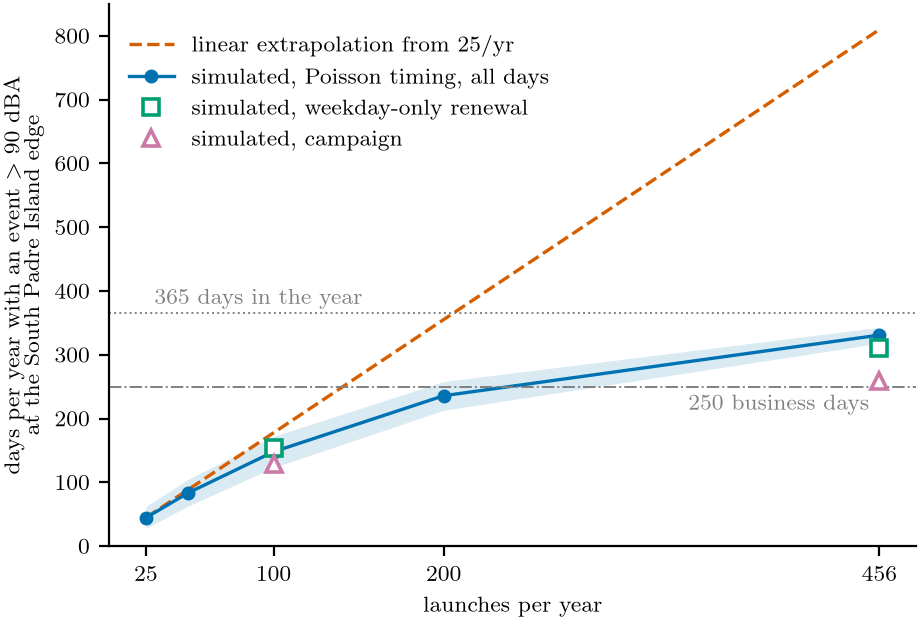 800
700
600
500
400
300
200
100
0
days per year with an event > 90 dBA
at the South Padre Island edge
linear extrapolation from 25/yr
simulated, Poisson timing, all days
simulated, weekday-only renewal
simulated, campaign
365 days in the year
250 business days
25
100
200
456
launches per year